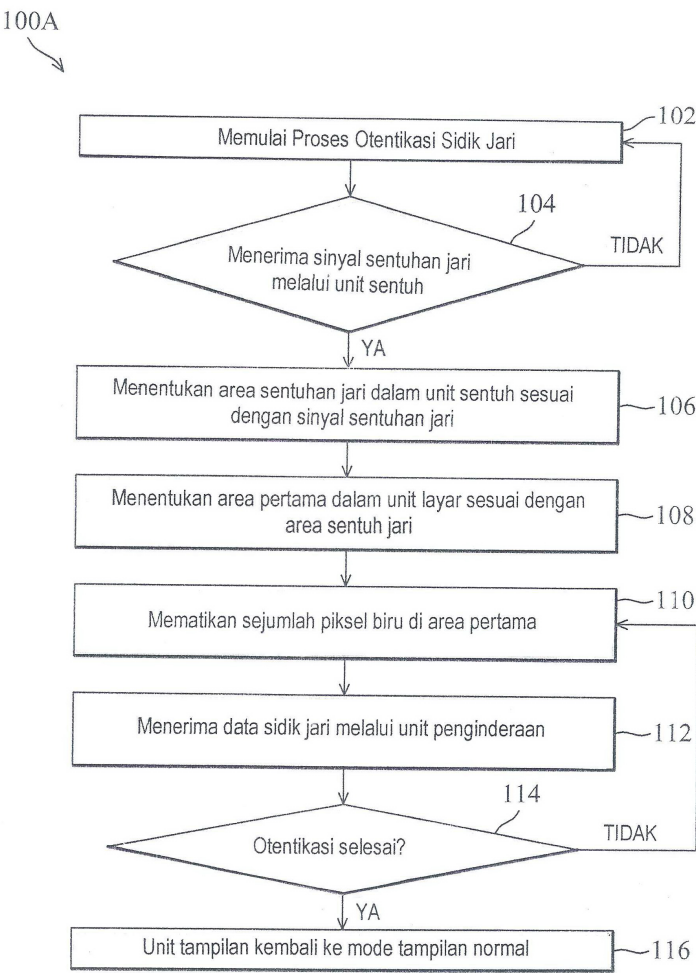 100A
102
Memulai Proses Otentikasi Sidik Jari
104
TIDAK
Menerima sinyal sentuhan jari
melalui unit sentuh
YA
Menentukan area sentuhan jari dalam unit sentuh sesuai
dengan sinyal sentuhan jari
106
Menentukan area pertama dalam unit layar sesuai dengan
area sentuh jari
108
110
Mematikan sejumlah piksel biru di area pertama
Menerima data sidik jari melalui unit penginderaan
112
114
TIDAK
Otentikasi selesai?
YA
Unit tampilan kembali ke mode tampilan normal
116